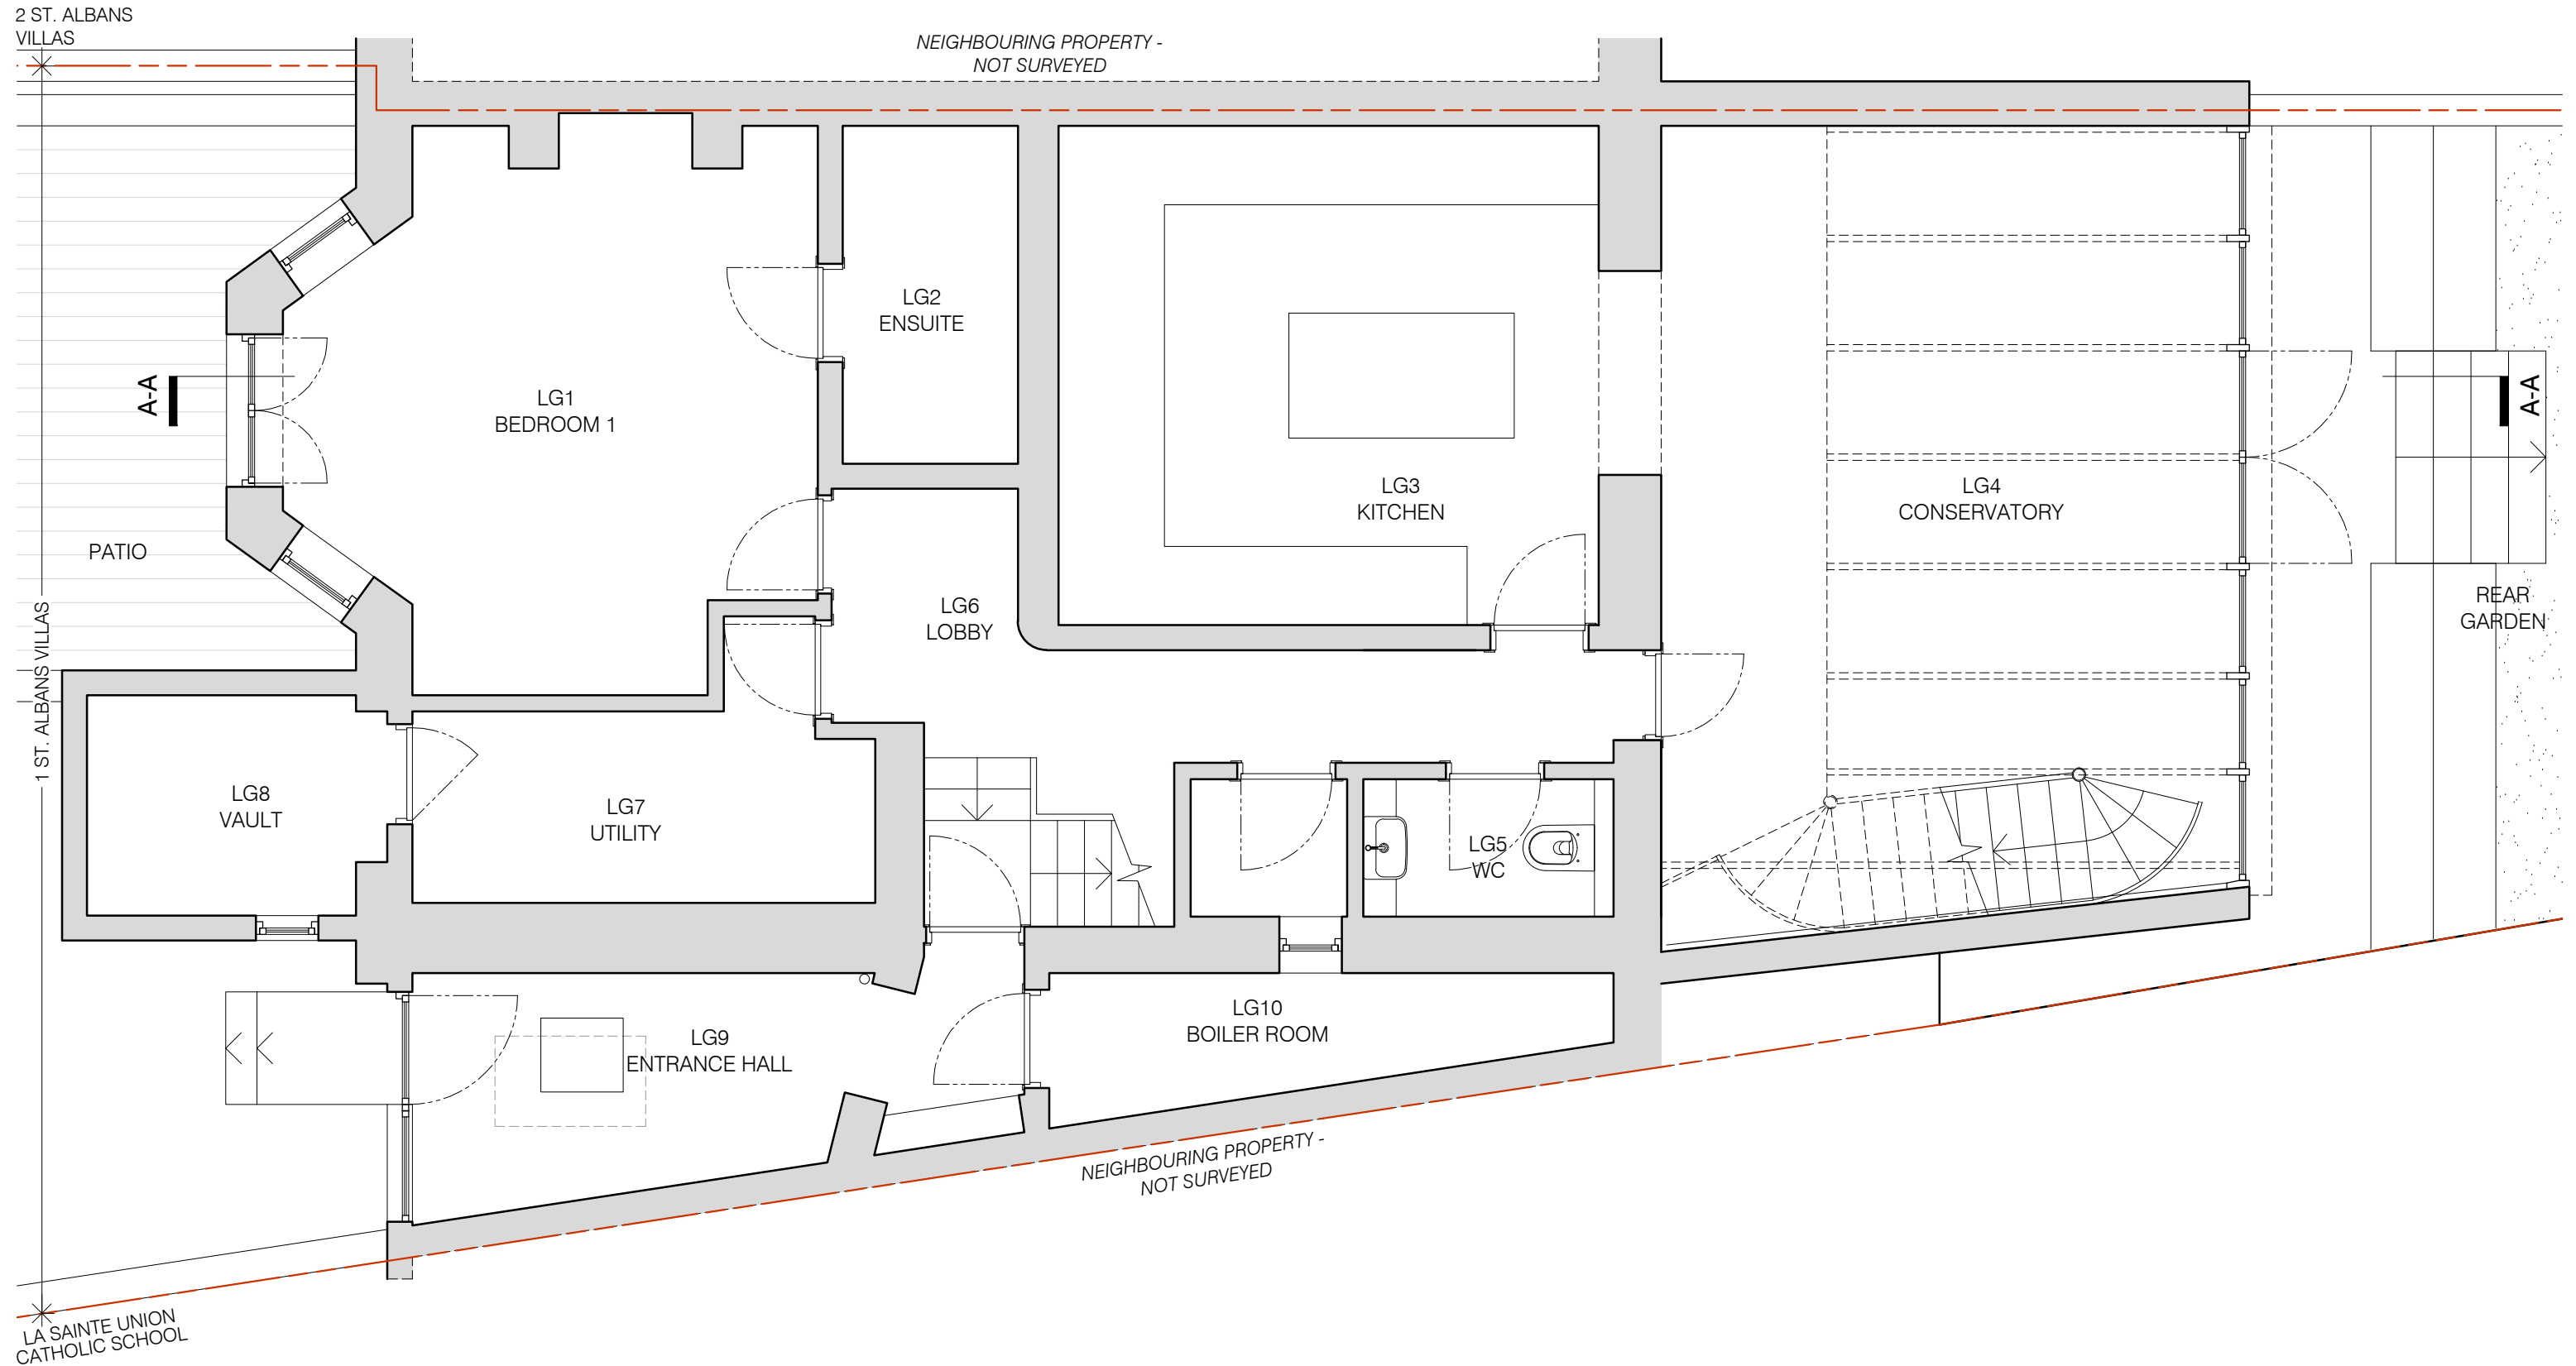 2 ST. ALBANS
VILLAS
NEIGHBOURING PROPERTY -
NOT SURVEYED
LG2
ENSUITE
A-A
LG1
BEDROOM 1
A-A
LG3
KITCHEN
LG4
CONSERVATORY
PATIO
LG6
LOBBY
REAR
GARDEN
1 ST. ALBANS VILLAS
LG8
VAULT
LG7
UTILITY
LG5
WC
LG9
ENTRANCE HALL
LG10
BOILER ROOM
NEIGHBOURING PROPERTY -
NOT SURVEYED
LA SAINTE UNION
CATHOLIC SCHOOL